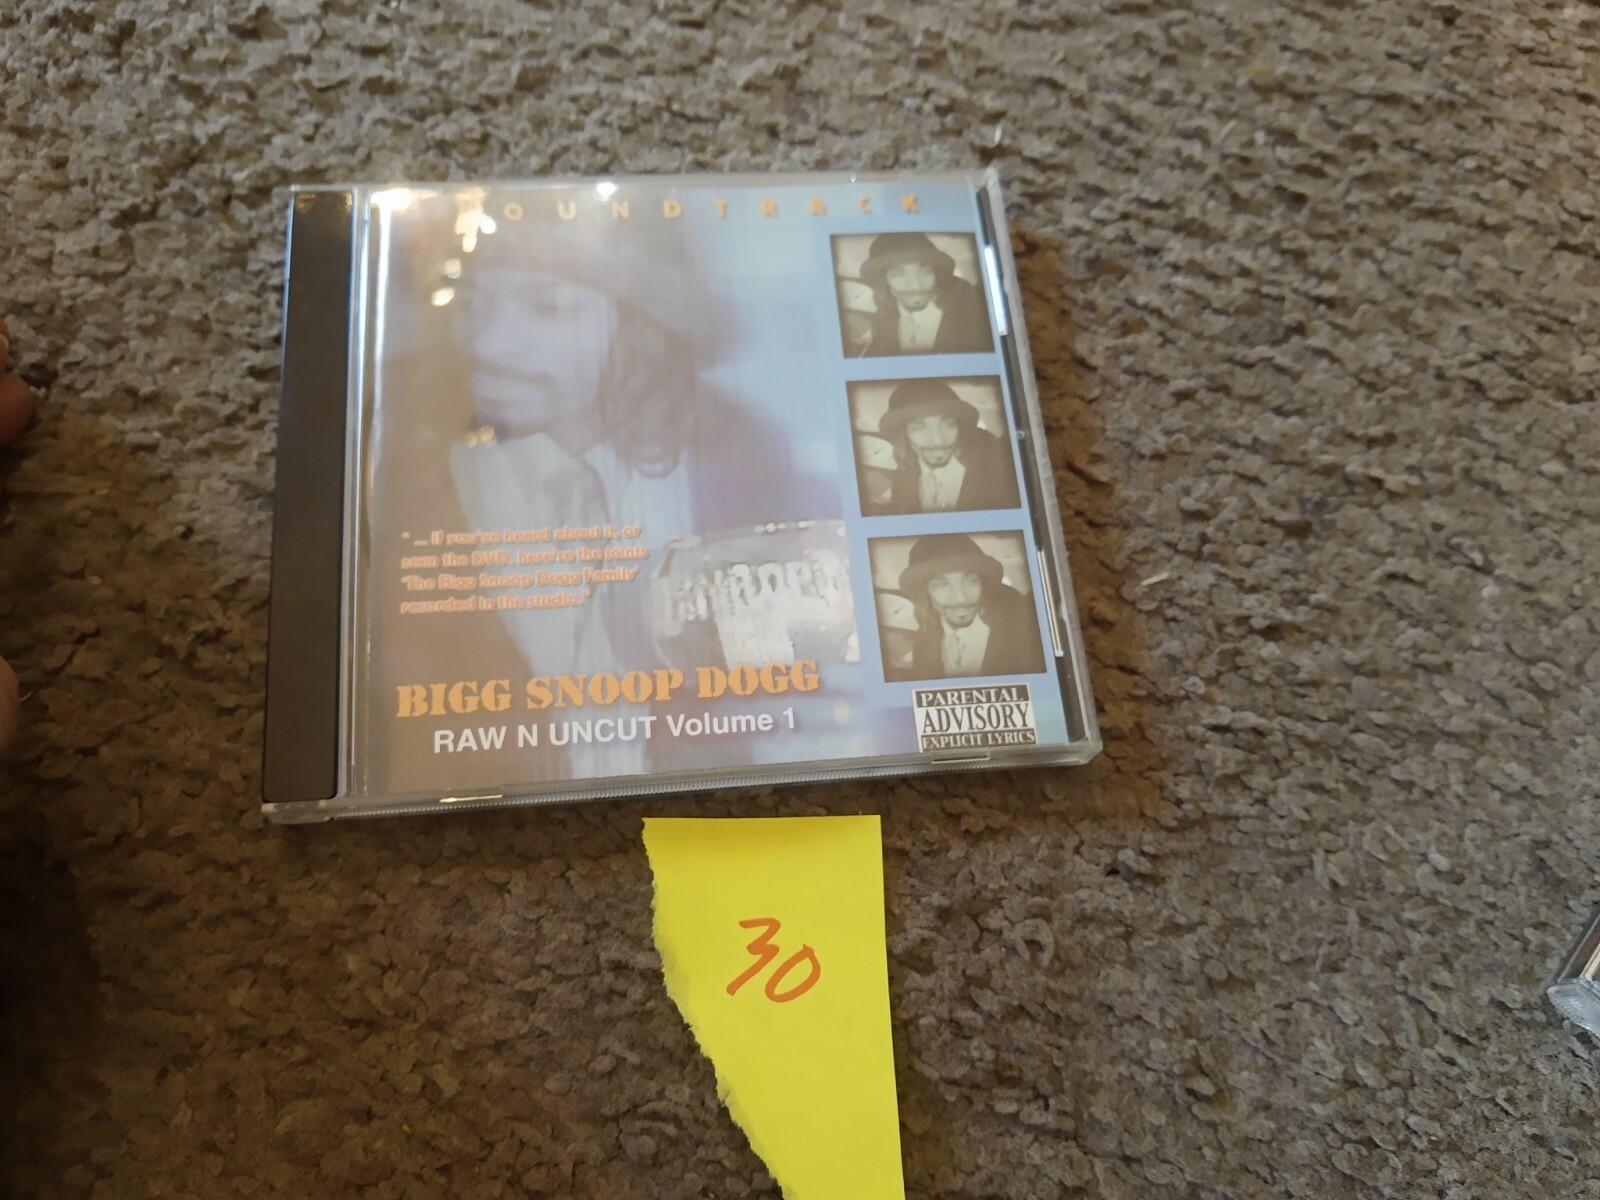 SOUNDTRACK
" ... if you've heard about it, or
seen the DVD, here're the joints
'The Bigg Snoop Dogg Family'
recorded in the studio."
BIGG SNOOP DOGG
RAW N UNCUT Volume 1
PARENTAL
ADVISORY
EXPLICIT LYRICS
30